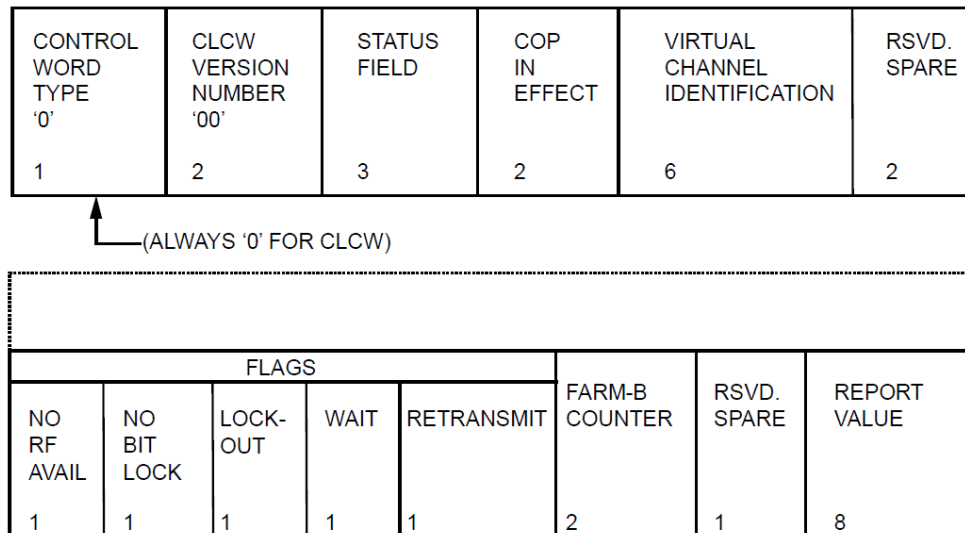 CONTROL
WORD
TYPE
‘0’
1
CLCW
VERSION
NUMBER
‘00’
2
STATUS
FIELD
3
COP
IN
EFFECT
2
VIRTUAL
CHANNEL
IDENTIFICATION
6
RSVD.
SPARE
2
(ALWAYS ‘0’ FOR CLCW)
FLAGS
NO
RF
AVAIL
1
NO
BIT
LOCK
1
LOCK-
OUT
1
WAIT
1
RETRANSMIT
1
FARM-B
COUNTER
2
RSVD.
SPARE
1
REPORT
VALUE
8